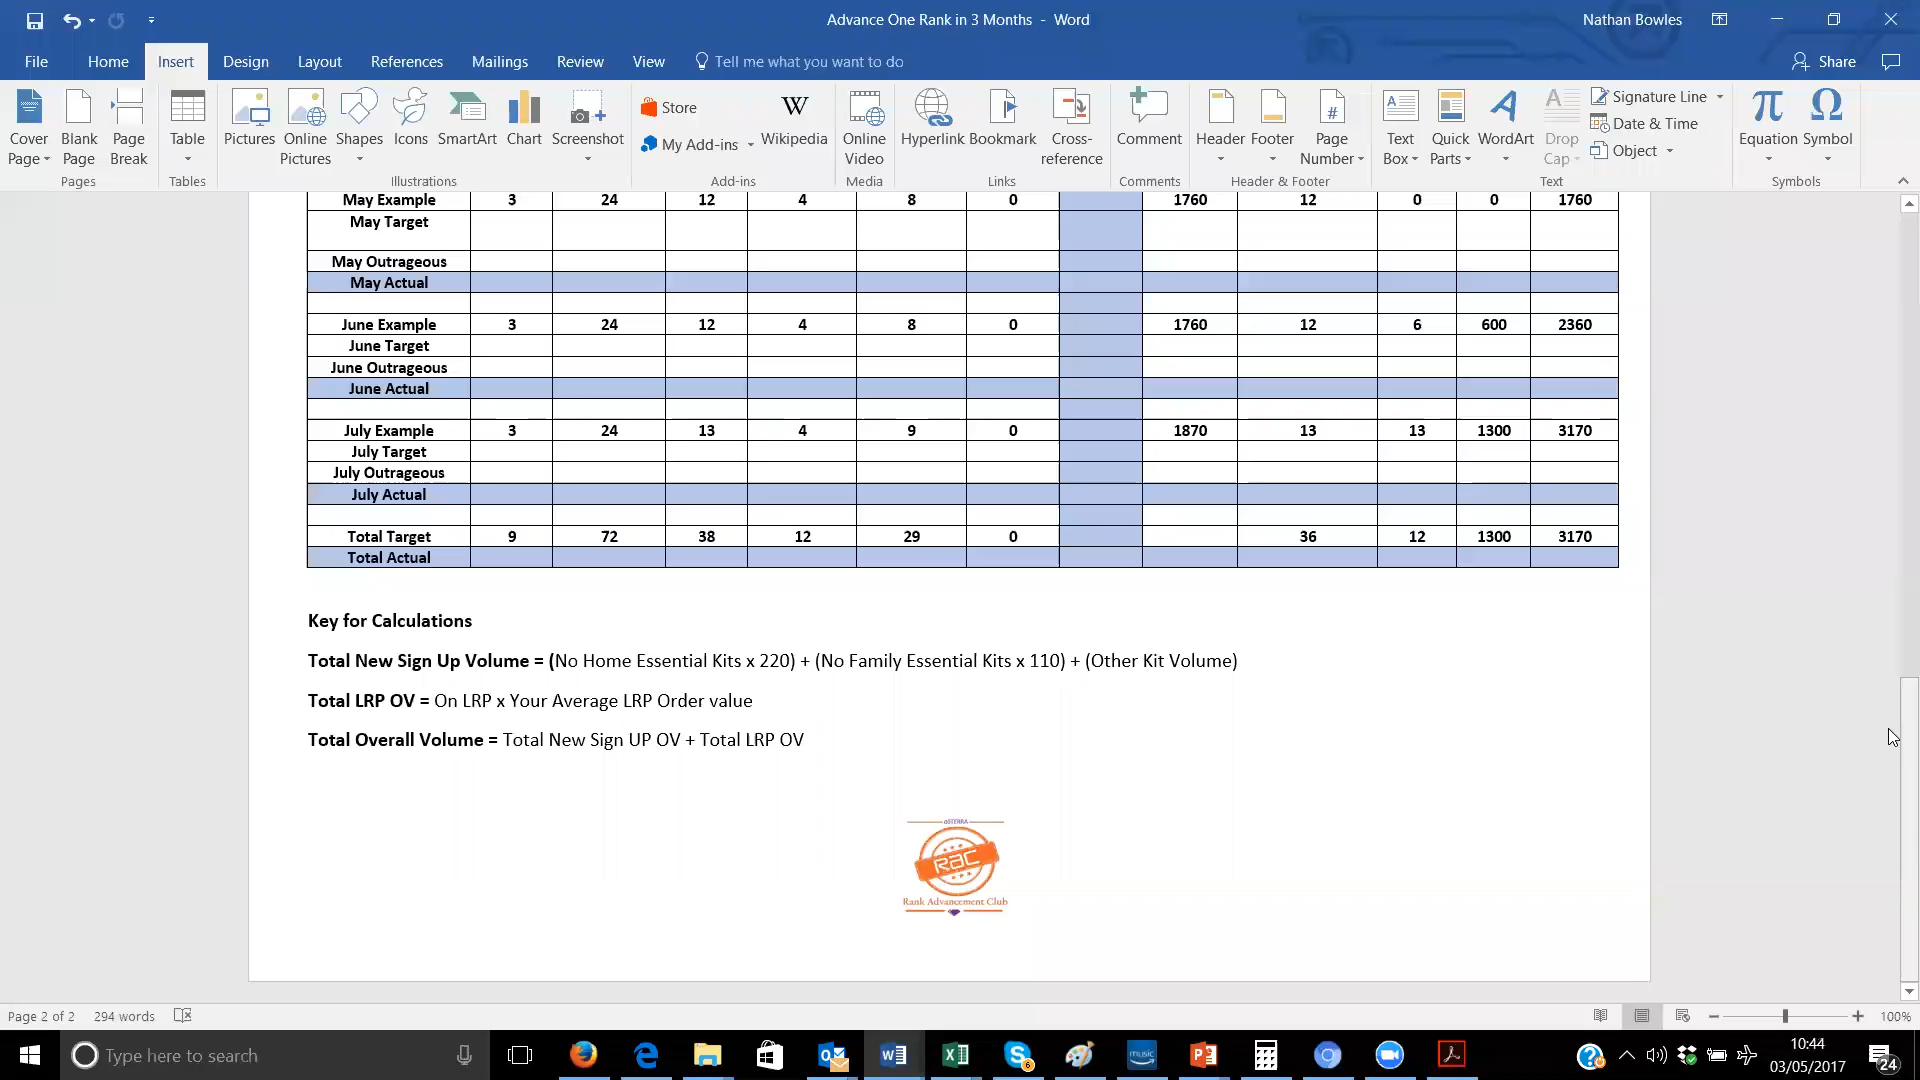 Advance One Rank in 3 Months - Word
Nathan Bowles
File Home Insert Design Layout References Mailings Review View Tell me what you want to do
Share
Cover Page
Blank Page
Page Break
Pages
Table
Tables
Pictures
Online Pictures
Shapes
Icons
SmartArt
Chart
Screenshot
Illustrations
Store
My Add-ins
W
Wikipedia
Add-ins
Online Video
Media
Hyperlink
Bookmark
Cross-reference
Links
Comment
Comments
Header
Footer
Page Number
Header & Footer
Text Box
Quick Parts
WordArt
Drop Cap
Signature Line
Date & Time
Object
Text
π Equation
Ω Symbol
Symbols
May Example 3 24 12 4 8 0 1760 12 0 0 1760
May Target
May Outrageous
May Actual
June Example 3 24 12 4 8 0 1760 12 6 600 2360
June Target
June Outrageous
June Actual
July Example 3 24 13 4 9 0 1870 13 13 1300 3170
July Target
July Outrageous
July Actual
Total Target 9 72 38 12 29 0 36 12 1300 3170
Total Actual
Key for Calculations
Total New Sign Up Volume = (No Home Essential Kits x 220) + (No Family Essential Kits x 110) + (Other Kit Volume)
Total LRP OV = On LRP x Your Average LRP Order value
Total Overall Volume = Total New Sign UP OV + Total LRP OV
dōTERRA
RAC
Rank Advancement Club
Page 2 of 2 294 words
100%
Type here to search
music
10:44
03/05/2017
24